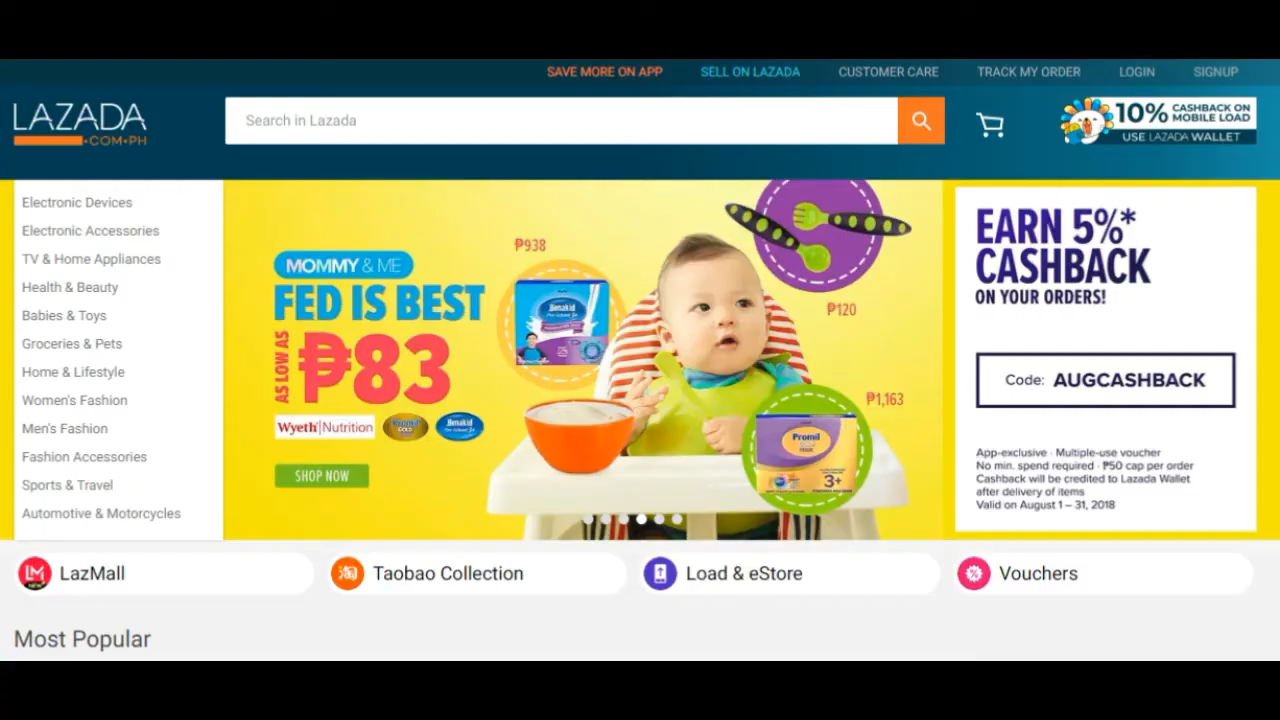 SAVE MORE ON APP
SELL ON LAZADA
CUSTOMER CARE
TRACK MY ORDER
LOGIN
SIGNUP
LAZADA
.COM.PH
Search in Lazada
10% CASHBACK ON
MOBILE LOAD
USE LAZADA WALLET
Electronic Devices
Electronic Accessories
TV & Home Appliances
Health & Beauty
Babies & Toys
Groceries & Pets
Home & Lifestyle
Women's Fashion
Men's Fashion
Fashion Accessories
Sports & Travel
Automotive & Motorcycles
MOMMY & ME
FED IS BEST
AS LOW AS
₱83
Wyeth|Nutrition
GOLD
Bonakid
SHOP NOW
₱938
Bonakid
₱120
₱1,163
Promil
3+
EARN 5%*
CASHBACK
ON YOUR ORDERS!
Code: AUGCASHBACK
App-exclusive · Multiple-use voucher
No min. spend required · ₱50 cap per order
Cashback will be credited to Lazada Wallet
after delivery of items
Valid on August 1 – 31, 2018
LM
NEW
LazMall
Taobao Collection
Load & eStore
Vouchers
Most Popular